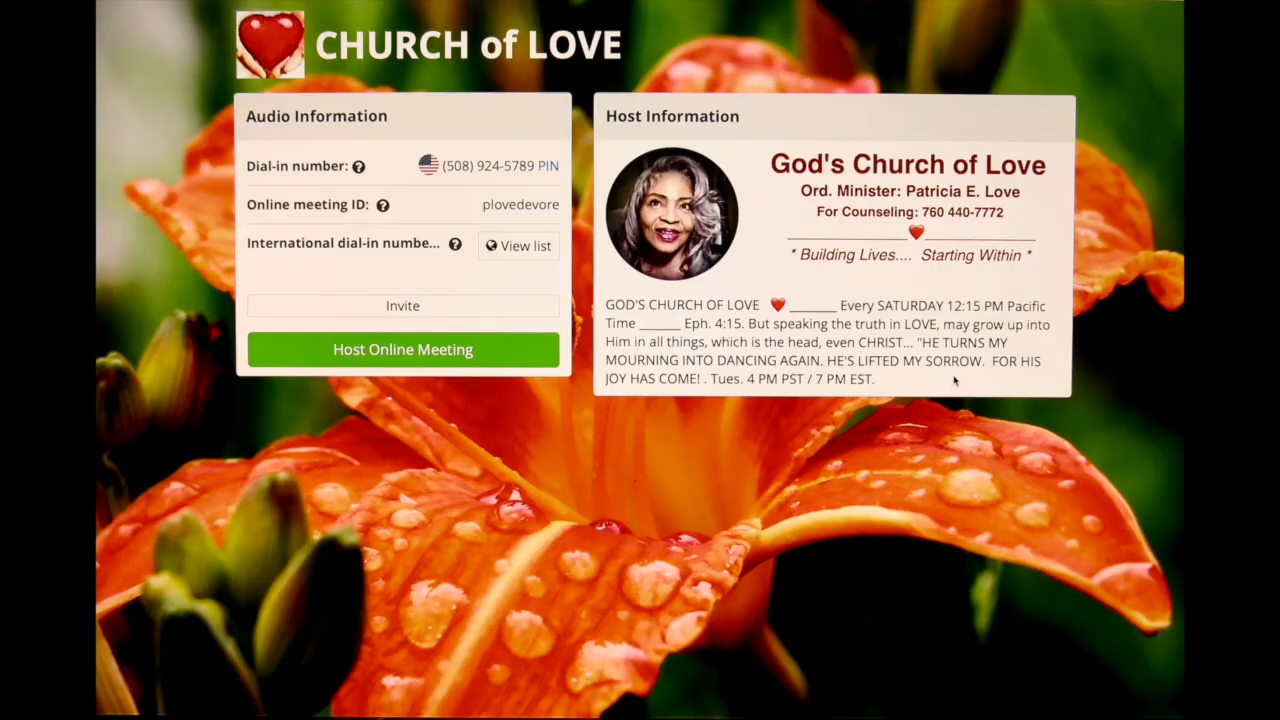 CHURCH of LOVE
Audio Information
Dial-in number: ?
(508) 924-5789 PIN
Online meeting ID: ?
plovedevore
International dial-in numbe... ?
View list
Invite
Host Online Meeting
Host Information
God's Church of Love
Ord. Minister: Patricia E. Love
For Counseling: 760 440-7772
* Building Lives.... Starting Within *
GOD'S CHURCH OF LOVE ❤ _______ Every SATURDAY 12:15 PM Pacific
Time ______ Eph. 4:15. But speaking the truth in LOVE, may grow up into
Him in all things, which is the head, even CHRIST... "HE TURNS MY
MOURNING INTO DANCING AGAIN. HE'S LIFTED MY SORROW. FOR HIS
JOY HAS COME! . Tues. 4 PM PST / 7 PM EST.